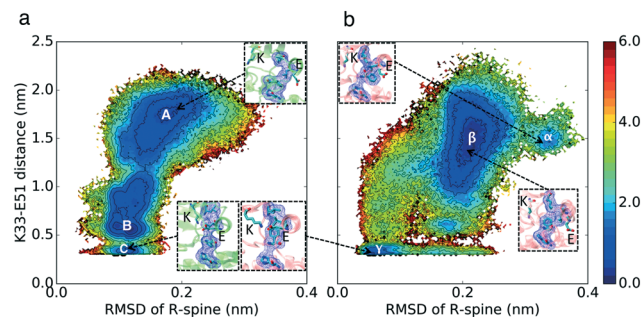 a
b
K33-E51 distance (nm)
2.5
2.0
1.5
1.0
0.5
0.0
0.0
0.2
0.4
RMSD of R-spine (nm)
A
B
C
K
E
K
E
K
E
K
E
K
E
α
β
γ
0.0
0.2
0.4
RMSD of R-spine (nm)
6.0
4.0
2.0
0.0